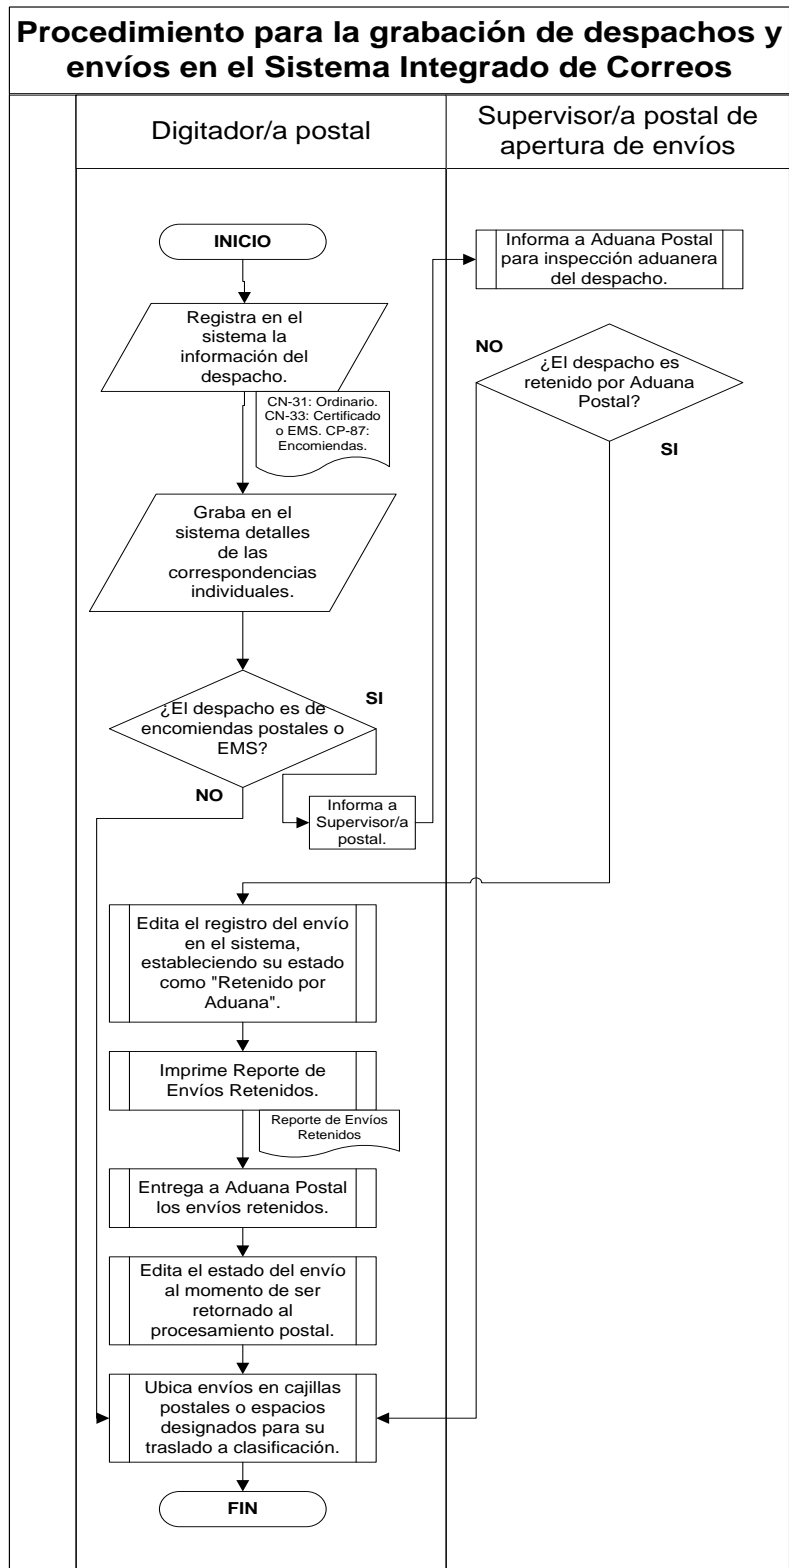 Procedimiento para la grabación de despachos y
envíos en el Sistema Integrado de Correos
Digitador/a postal
Supervisor/a postal de
apertura de envíos
INICIO
Registra en el
sistema la
información del
despacho.
CN-31: Ordinario.
CN-33: Certificado
o EMS. CP-87:
Encomiendas.
Graba en el
sistema detalles
de las
correspondencias
individuales.
¿El despacho es de
encomiendas postales o
EMS?
SI
NO
Informa a
Supervisor/a
postal.
Informa a Aduana Postal
para inspección aduanera
del despacho.
¿El despacho es
retenido por Aduana
Postal?
NO
SI
Edita el registro del envío
en el sistema,
estableciendo su estado
como "Retenido por
Aduana".
Imprime Reporte de
Envíos Retenidos.
Reporte de Envíos
Retenidos
Entrega a Aduana Postal
los envíos retenidos.
Edita el estado del envío
al momento de ser
retornado al
procesamiento postal.
Ubica envíos en cajillas
postales o espacios
designados para su
traslado a clasificación.
FIN